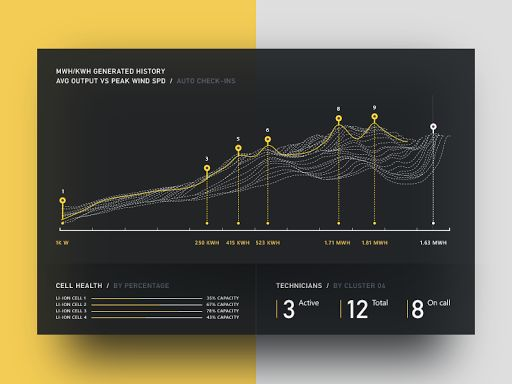 MWH/KWH GENERATED HISTORY
AVG OUTPUT VS PEAK WIND SPD / AUTO CHECK-INS
1
3
5
6
8
9
1K W
250 KWH
415 KWH
523 KWH
1.71 MWH
1.81 MWH
1.63 MWH
CELL HEALTH / BY PERCENTAGE
LI-ION CELL 1 35% CAPACITY
LI-ION CELL 2 61% CAPACITY
LI-ION CELL 3 78% CAPACITY
LI-ION CELL 4 43% CAPACITY
TECHNICIANS / BY CLUSTER 04
3 Active
12 Total
8 On call